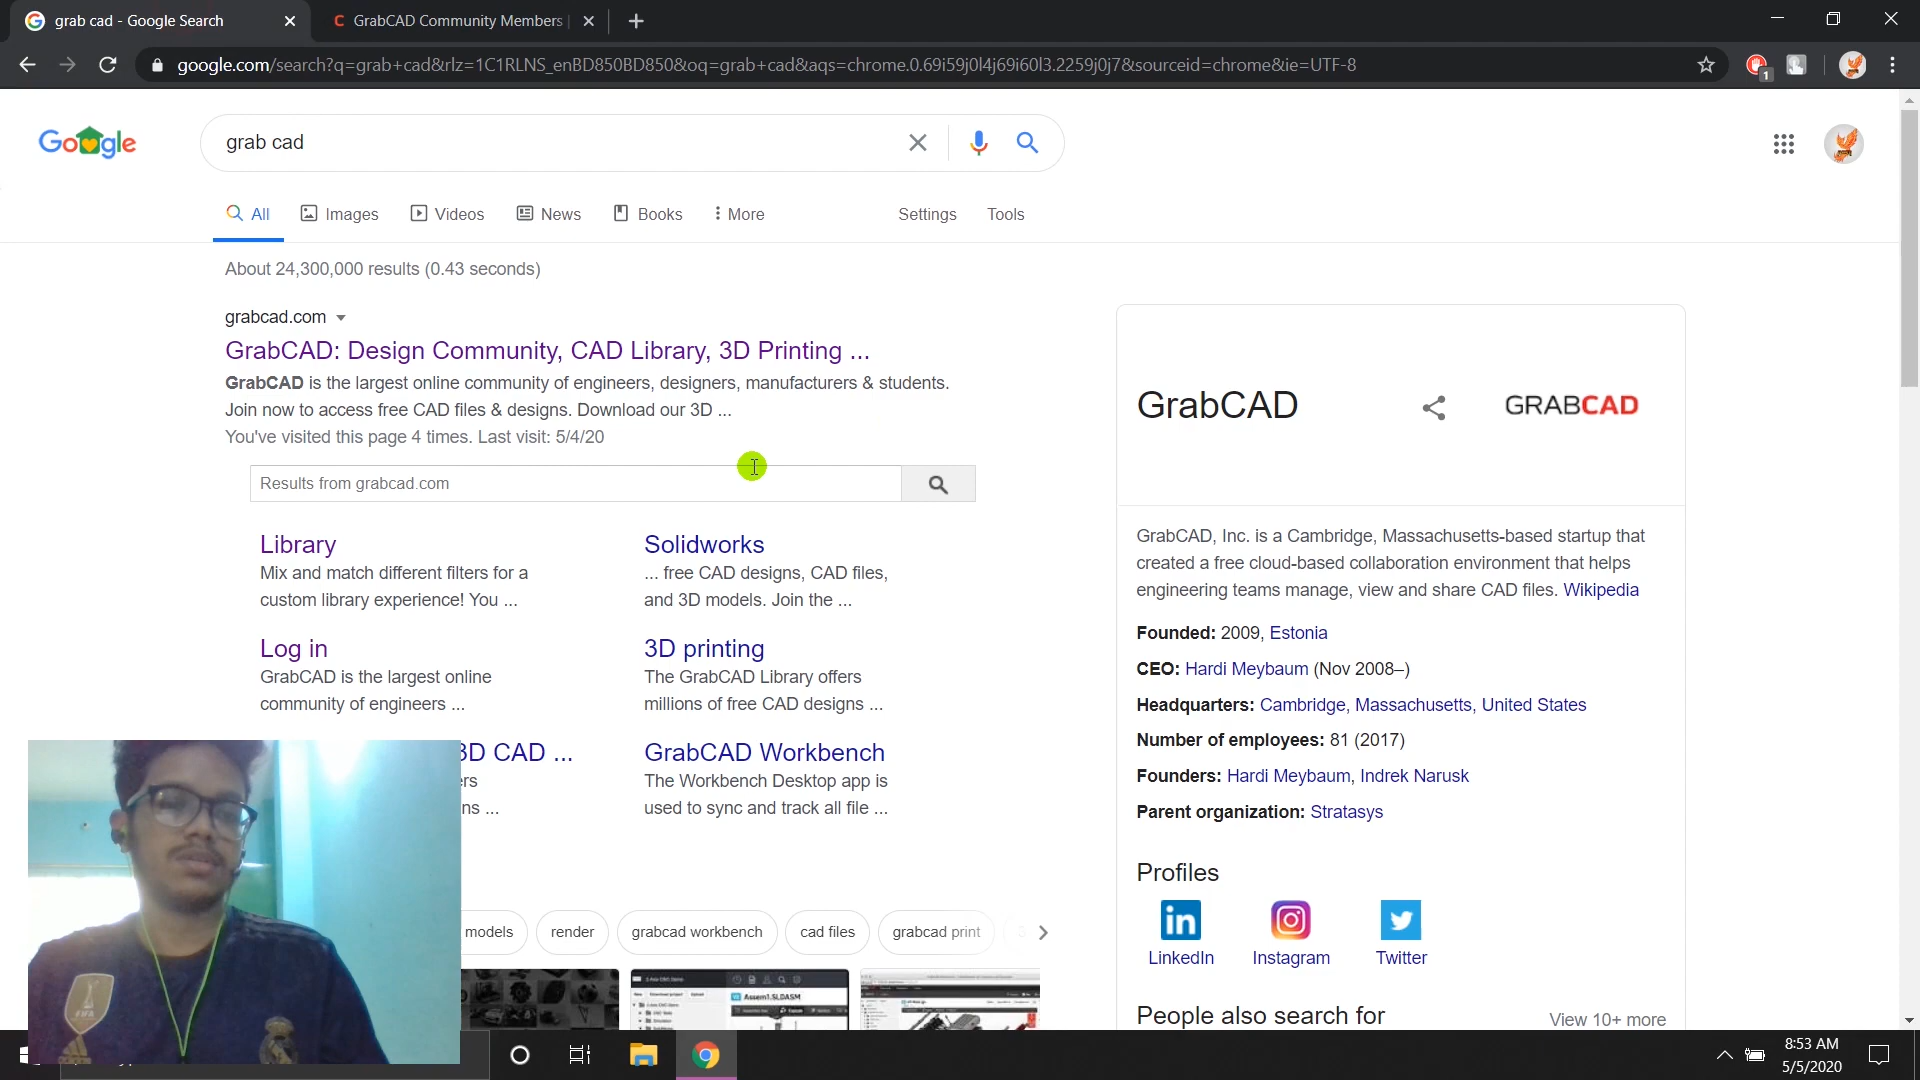 grab cad - Google Search
GrabCAD Community Members
google.com/search?q=grab+cad&rlz=1C1RLNS_enBD850BD850&oq=grab+cad&aqs=chrome.0.69i59j0l4j69i60l3.2259j0j7&sourceid=chrome&ie=UTF-8
1
Google
grab cad
All
Images
Videos
News
Books
More
Settings
Tools
About 24,300,000 results (0.43 seconds)
grabcad.com
GrabCAD: Design Community, CAD Library, 3D Printing ...
GrabCAD is the largest online community of engineers, designers, manufacturers & students.
Join now to access free CAD files & designs. Download our 3D ...
You've visited this page 4 times. Last visit: 5/4/20
Results from grabcad.com
Library
Mix and match different filters for a
custom library experience! You ...
Solidworks
... free CAD designs, CAD files,
and 3D models. Join the ...
Log in
GrabCAD is the largest online
community of engineers ...
3D printing
The GrabCAD Library offers
millions of free CAD designs ...
3D CAD ...
ers
ns ...
GrabCAD Workbench
The Workbench Desktop app is
used to sync and track all file ...
models
render
grabcad workbench
cad files
grabcad print
Assem1.SLDASM
GrabCAD
GRABCAD
GrabCAD, Inc. is a Cambridge, Massachusetts-based startup that
created a free cloud-based collaboration environment that helps
engineering teams manage, view and share CAD files. Wikipedia
Founded: 2009, Estonia
CEO: Hardi Meybaum (Nov 2008–)
Headquarters: Cambridge, Massachusetts, United States
Number of employees: 81 (2017)
Founders: Hardi Meybaum, Indrek Narusk
Parent organization: Stratasys
Profiles
LinkedIn
Instagram
Twitter
People also search for
View 10+ more
8:53 AM
5/5/2020